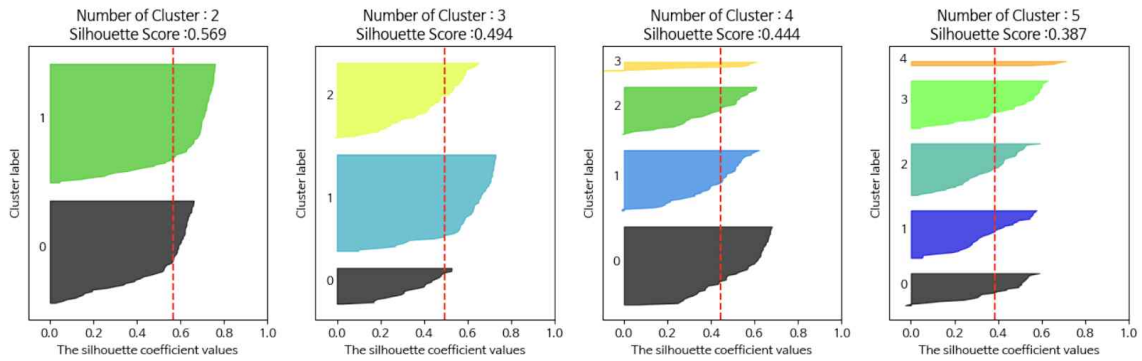 Number of Cluster : 2
Silhouette Score :0.569
Cluster label
1
0
0.0 0.2 0.4 0.6 0.8 1.0
The silhouette coefficient values
Number of Cluster : 3
Silhouette Score :0.494
Cluster label
2
1
0
0.0 0.2 0.4 0.6 0.8 1.0
The silhouette coefficient values
Number of Cluster : 4
Silhouette Score :0.444
Cluster label
3
2
1
0
0.0 0.2 0.4 0.6 0.8 1.0
The silhouette coefficient values
Number of Cluster : 5
Silhouette Score :0.387
Cluster label
4
3
2
1
0
0.0 0.2 0.4 0.6 0.8 1.0
The silhouette coefficient values